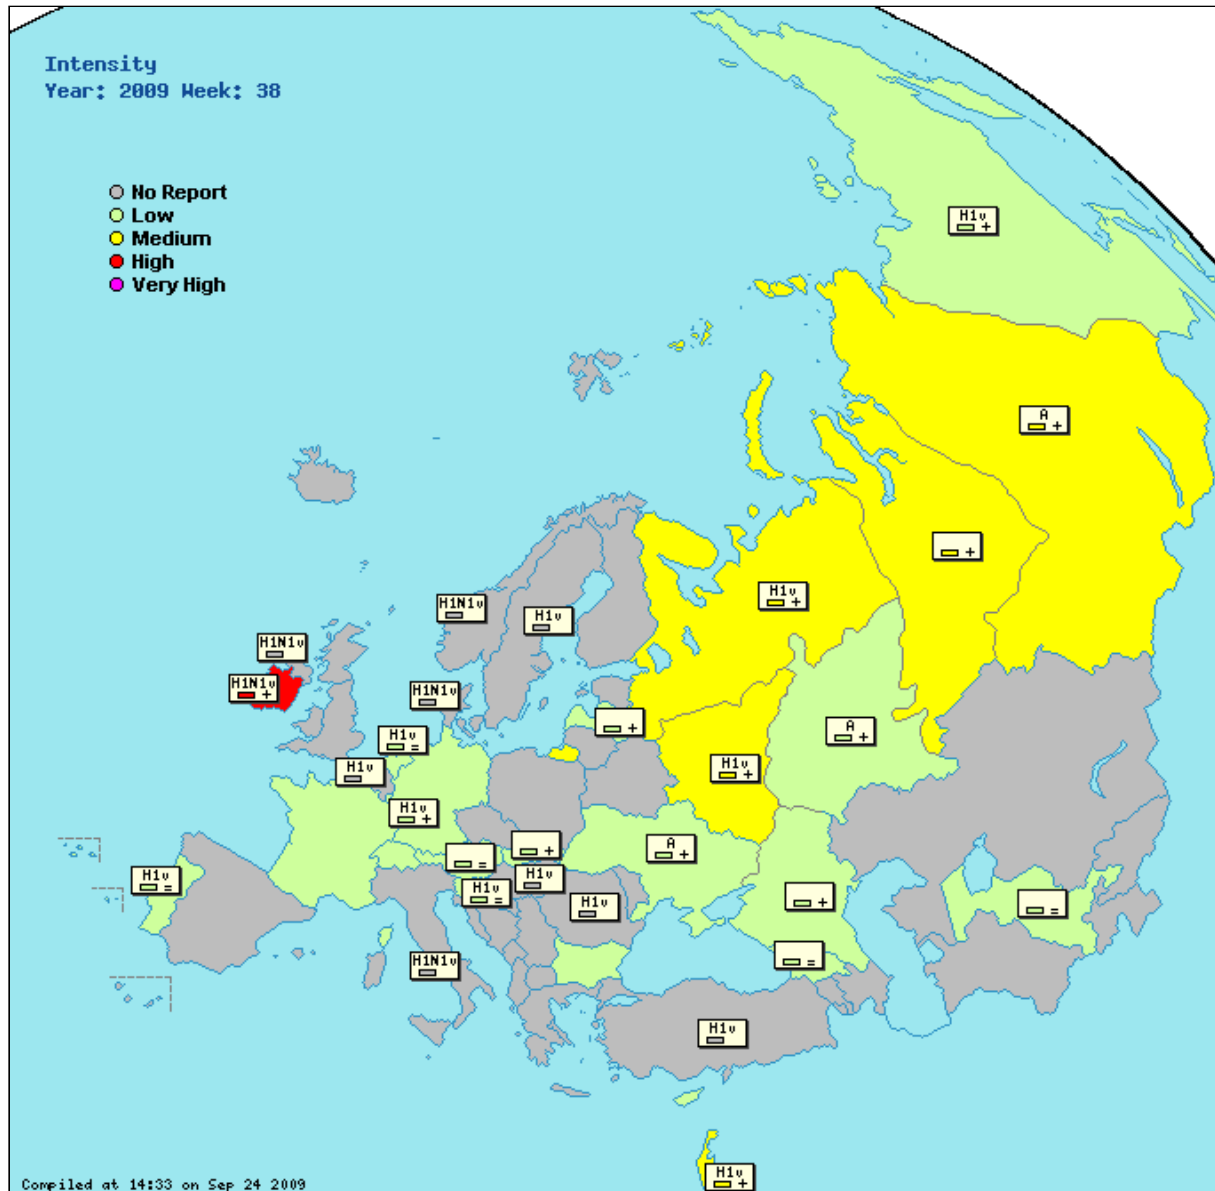 Intensity
Year: 2009 Week: 38
No Report
Low
Medium
High
Very High
H1v
+
A
+
+
H1v
+
H1N1v
H1v
H1N1v
H1N1v
+
H1N1v
+
A
+
H1v
=
H1v
H1v
+
H1v
+
+
A
+
=
H1v
H1v
=
H1v
=
H1v
+
=
=
H1N1v
H1v
H1v
+
Compiled at 14:33 on Sep 24 2009